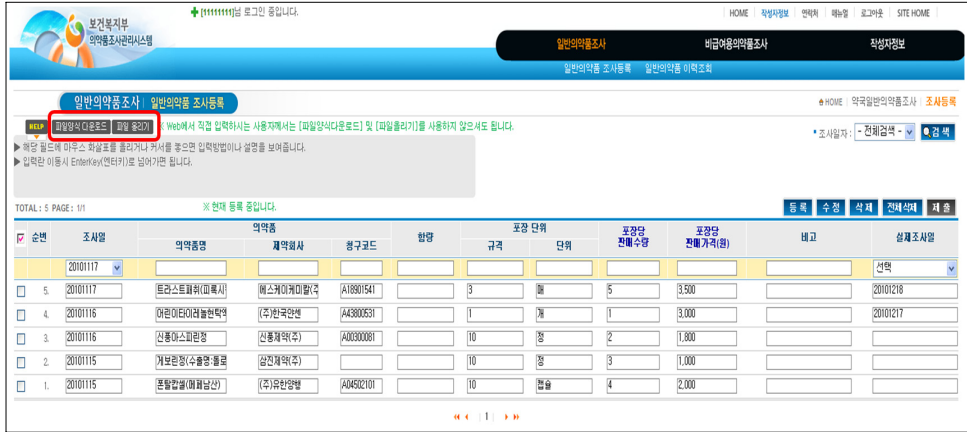 보건복지부
의약품조사관리시스템
[11111111]님 로그인 중입니다.
HOME | 작성자정보 | 연락처 | 매뉴얼 | 로그아웃 | SITE HOME
일반의약품조사 비급여용의약품조사 작성자정보
일반의약품 조사등록 일반의약품 이력조회
일반의약품조사 | 일반의약품 조사등록
HOME | 약국일반의약품조사 | 조사등록
HELP 파일양식 다운로드 파일 올리기 ※ Web에서 직접 입력하시는 사용자께서는 [파일양식다운로드] 및 [파일올리기]를 사용하지 않으셔도 됩니다.
조사일자 : - 전체검색 - 검색
▶ 해당 필드에 마우스 화살표를 올리거나 커서를 놓으면 입력방법이나 설명을 보여줍니다.
▶ 입력란 이동시 EnterKey(엔터키)로 넘어가면 됩니다.
TOTAL : 5 PAGE : 1/1 ※ 현재 등록 중입니다. 등록 수정 삭제 전체삭제 제출
순번 조사일 의약품 함량 포장 단위 포장당 판매수량 포장당 판매가격(원) 비고 실제조사일
의약품명 제약회사 청구코드 규격 단위
20101117 선택
5. 20101117 트라스트패취(피록시 에스케이케미칼(주 A18901541 3 매 5 3,500 20101218
4. 20101116 어린이타이레놀현탁액 (주)한국얀센 A43800531 1 개 1 3,000 20101217
3. 20101116 신풍아스피린정 신풍제약(주) A00300081 10 정 2 1,800
2. 20101115 게보린정(수출명:돌로 삼진제약(주) 10 정 3 1,000
1. 20101115 폰탈캅셀(메페남산) (주)유한양행 A04502101 10 캡슐 4 2,000
1